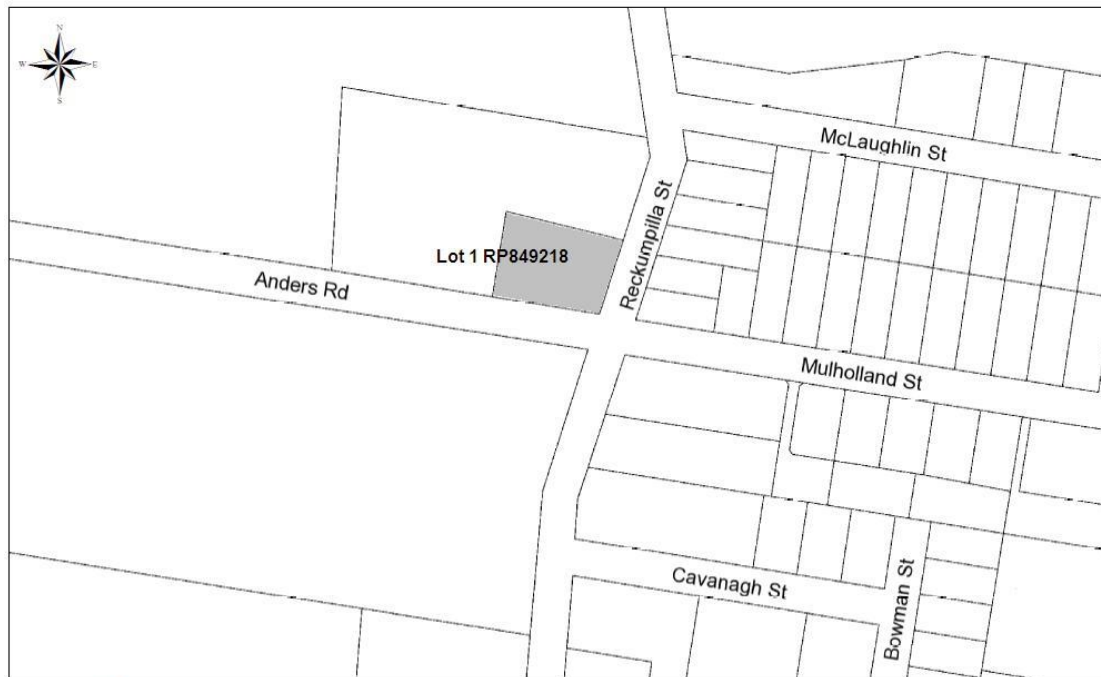 N
W E
S
McLaughlin St
Reckumpilla St
Lot 1 RP849218
Anders Rd
Mulholland St
Cavanagh St
Bowman St